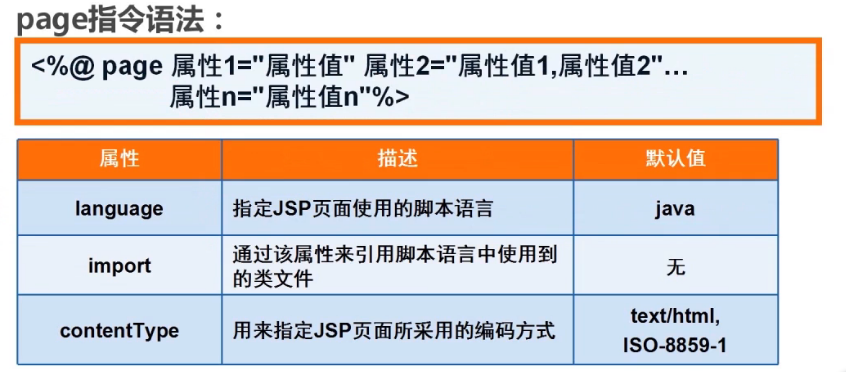 page指令语法：
<%@ page 属性1="属性值" 属性2="属性值1,属性值2"...
属性n="属性值n"%>
属性 描述 默认值
language 指定JSP页面使用的脚本语言 java
import 通过该属性来引用脚本语言中使用到 无
的类文件
contentType 用来指定JSP页面所采用的编码方式 text/html,
ISO-8859-1